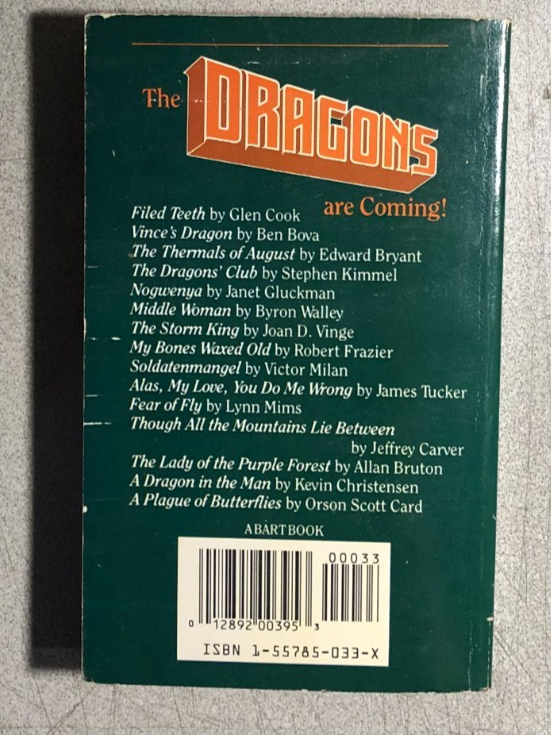 The DRAGONS
are Coming!
Filed Teeth by Glen Cook
Vince's Dragon by Ben Bova
The Thermals of August by Edward Bryant
The Dragons' Club by Stephen Kimmel
Nogwenya by Janet Gluckman
Middle Woman by Byron Walley
The Storm King by Joan D. Vinge
My Bones Waxed Old by Robert Frazier
Soldatenmangel by Victor Milan
Alas, My Love, You Do Me Wrong by James Tucker
Fear of Fly by Lynn Mims
Though All the Mountains Lie Between
by Jeffrey Carver
The Lady of the Purple Forest by Allan Bruton
A Dragon in the Man by Kevin Christensen
A Plague of Butterflies by Orson Scott Card
A BART BOOK
00033
0 12892 00395 3
ISBN 1-55785-033-X